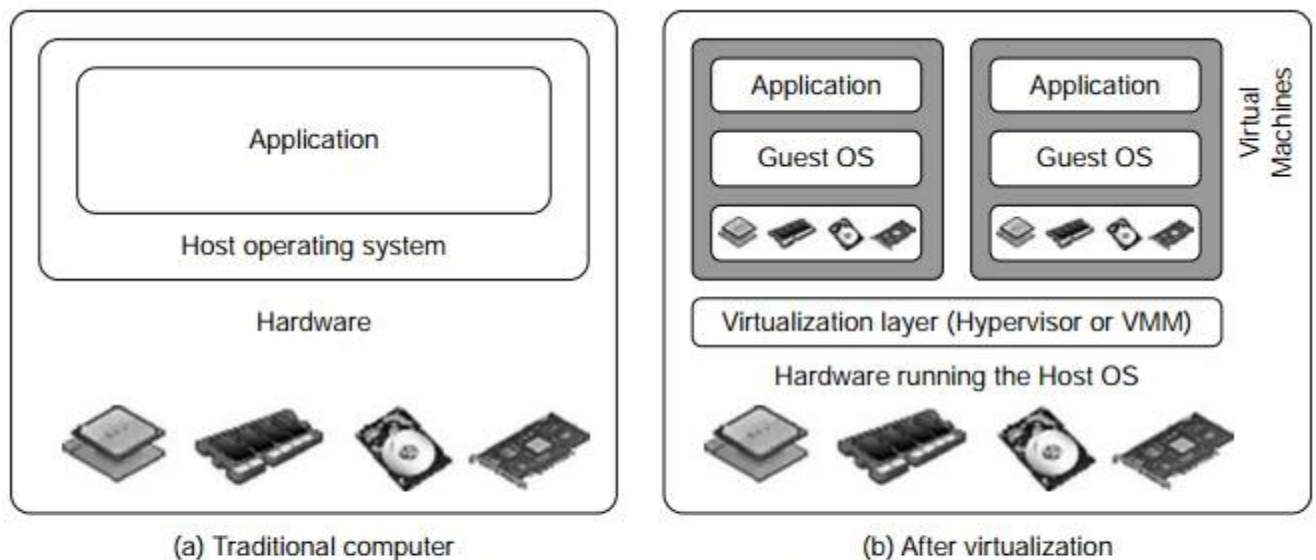 Application
Host operating system
Hardware
(a) Traditional computer
Application
Guest OS
Application
Guest OS
Virtual
Machines
Virtualization layer (Hypervisor or VMM)
Hardware running the Host OS
(b) After virtualization